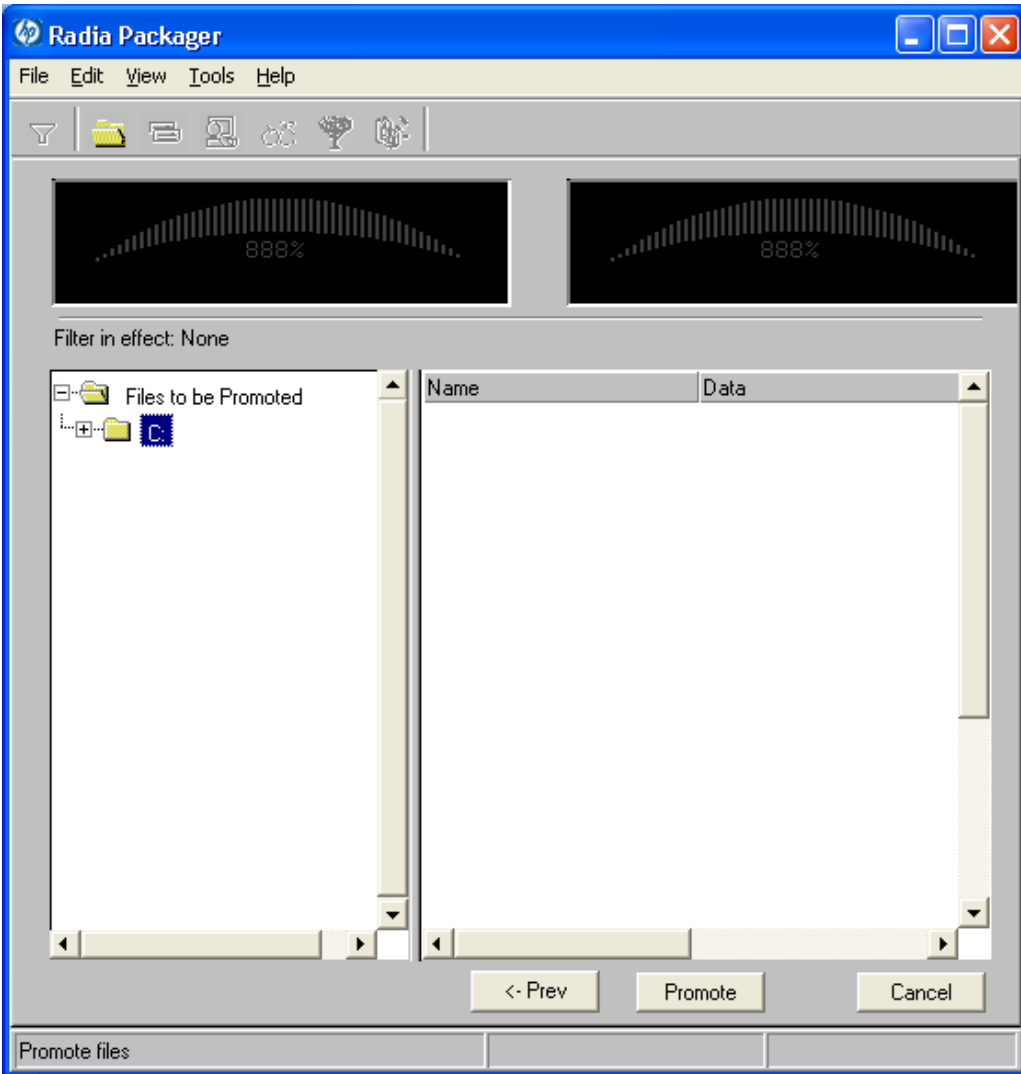 hp Radia Packager
File Edit View Tools Help
888% 888%
Filter in effect: None
Files to be Promoted
C:
Name Data
<- Prev Promote Cancel
Promote files